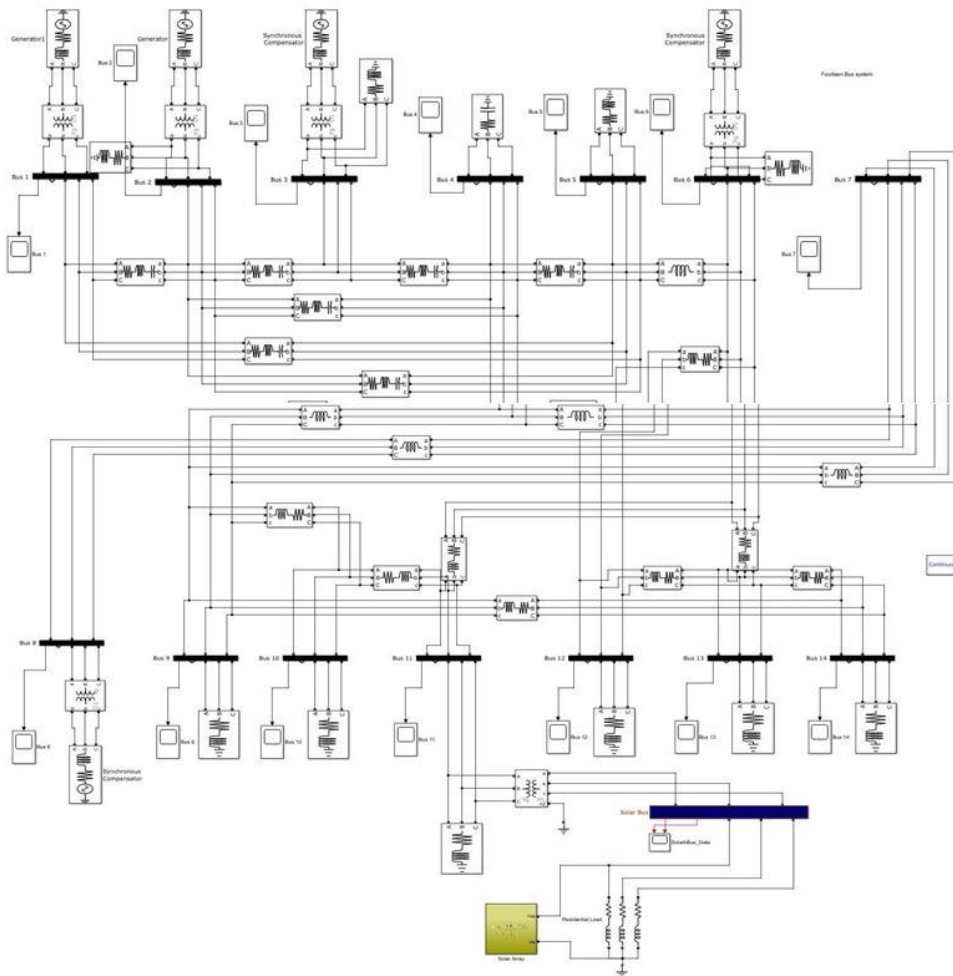 Generator1
Generator
Synchronous
Compensator
Synchronous
Compensator
Fourteen Bus system
Bus 2
Bus 3
Bus 4
Bus 5
Bus 6
Bus 1
Bus 2
Bus 3
Bus 4
Bus 5
Bus 6
Bus 7
Bus 1
Bus 7
Continuous
Bus 8
Bus 9
Bus 10
Bus 11
Bus 12
Bus 13
Bus 14
Bus 8
Bus 9
Bus 10
Bus 11
Bus 12
Bus 13
Bus 14
Synchronous
Compensator
Solar Bus
SolarBus_Data
Residential Load
Solar Array